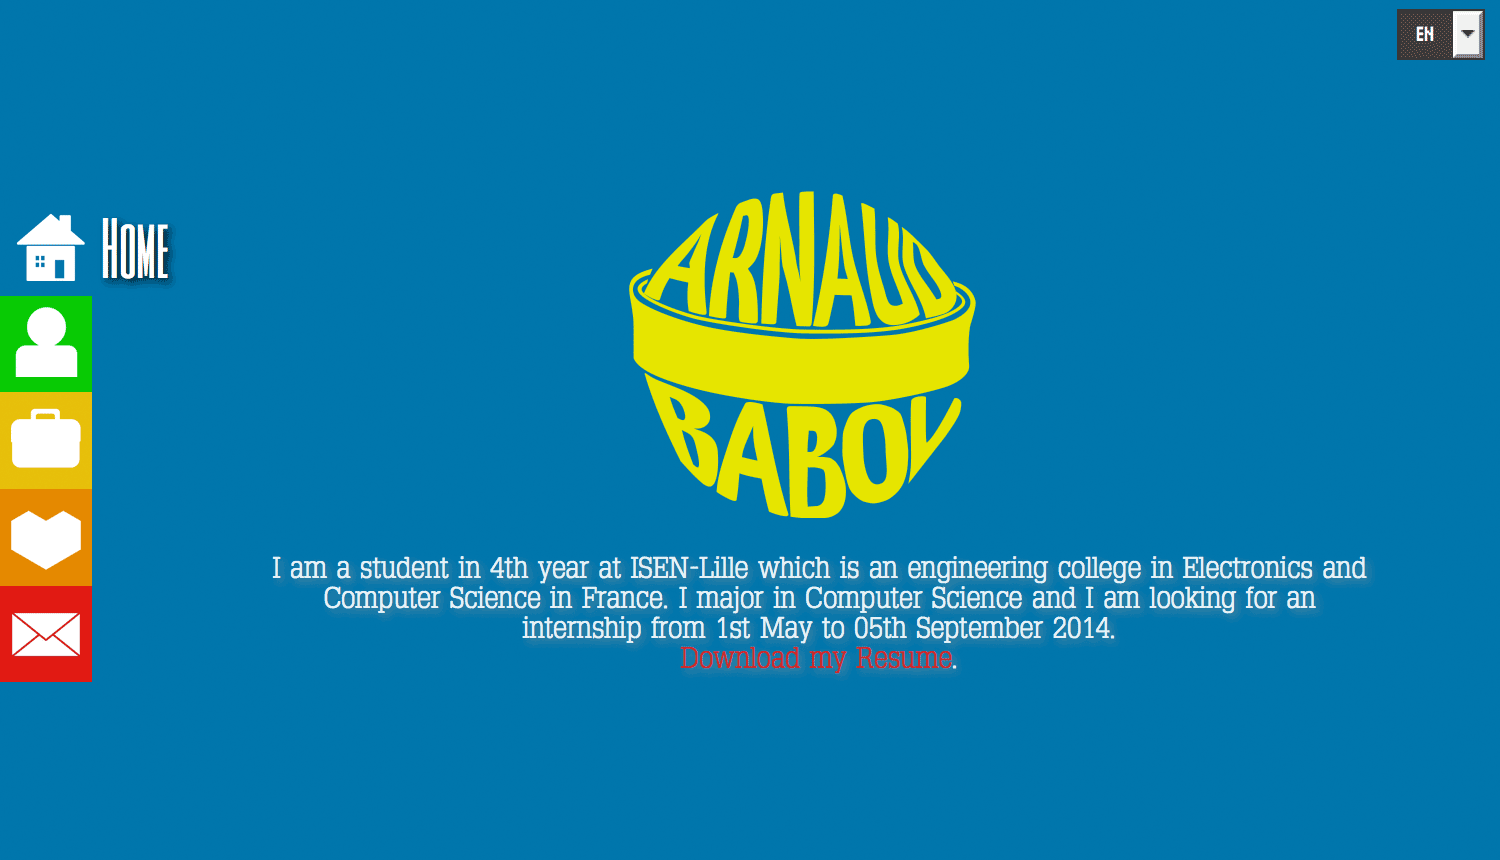 EN
HOME
ARNAUD
BABOV
I am a student in 4th year at ISEN-Lille which is an engineering college in Electronics and
Computer Science in France. I major in Computer Science and I am looking for an
internship from 1st May to 05th September 2014.
Download my Resume.